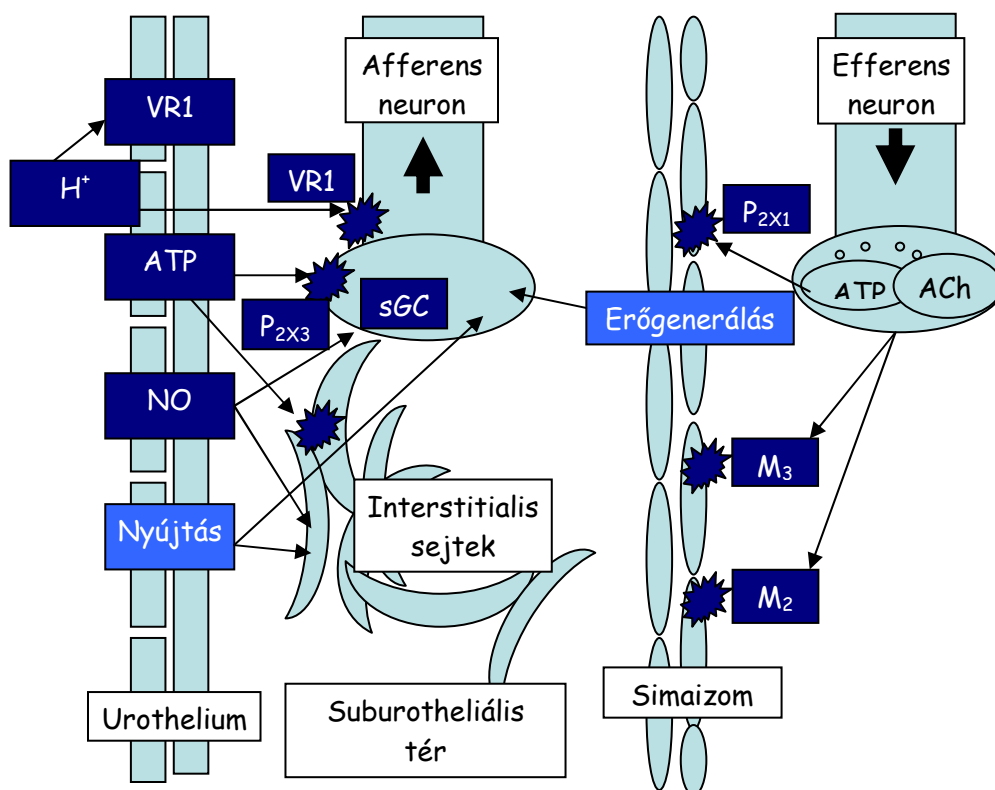 Afferens
neuron
Efferens
neuron
VR1
H⁺
VR1
P₂ₓ₁
ATP
ATP
ACh
P₂ₓ₃
sGC
Erőgenerálás
NO
M₃
Nyújtás
Interstitialis
sejtek
M₂
Urothelium
Suburotheliális
tér
Simaizom